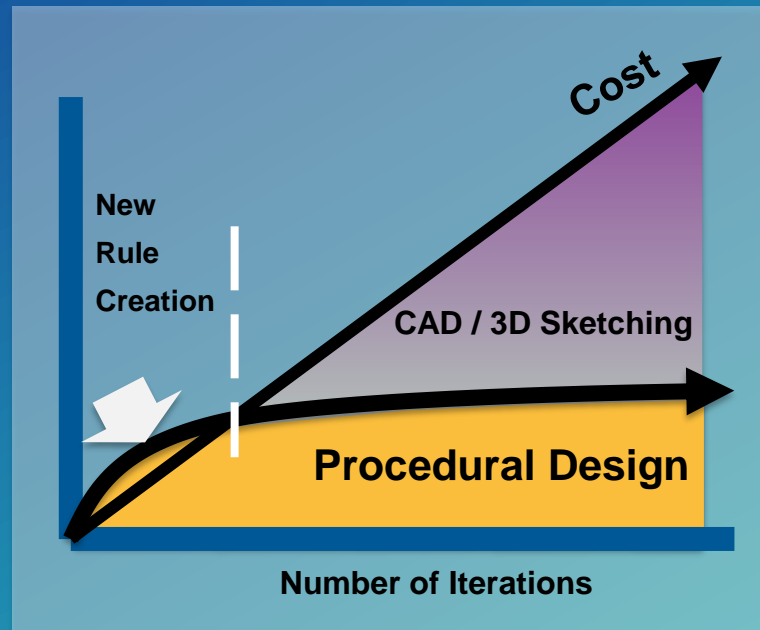 Cost
New
Rule
Creation
CAD / 3D Sketching
Procedural Design
Number of Iterations